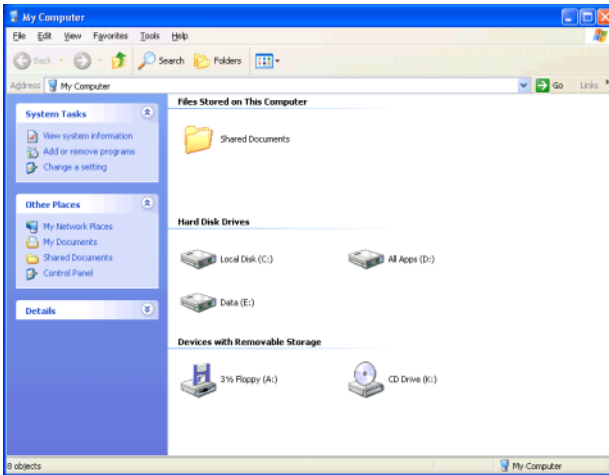 My Computer
File Edit View Favorites Tools Help
Back Search Folders
Address My Computer Go Links »
System Tasks
View system information
Add or remove programs
Change a setting
Other Places
My Network Places
My Documents
Shared Documents
Control Panel
Details
Files Stored on This Computer
Shared Documents
Hard Disk Drives
Local Disk (C:) All Apps (D:)
Data (E:)
Devices with Removable Storage
3½ Floppy (A:) CD Drive (K:)
8 objects My Computer